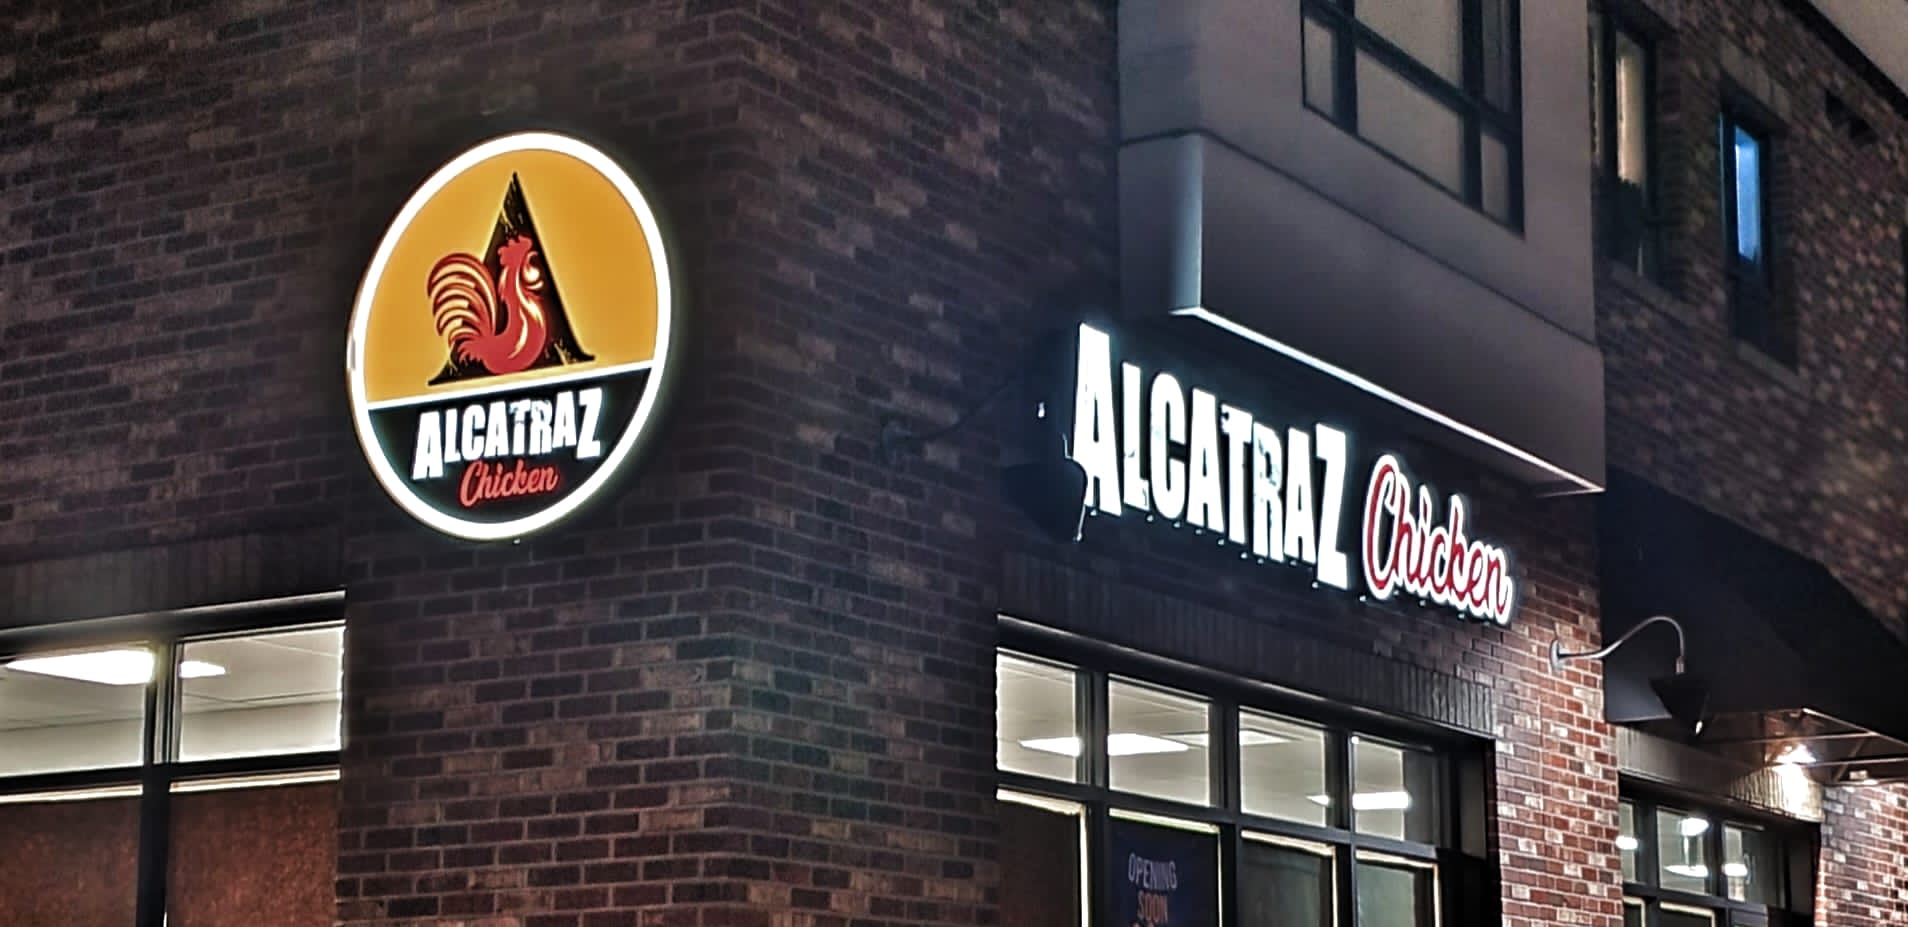 ALCATRAZ
Chicken
ALCATRAZ Chicken
OPENING
SOON